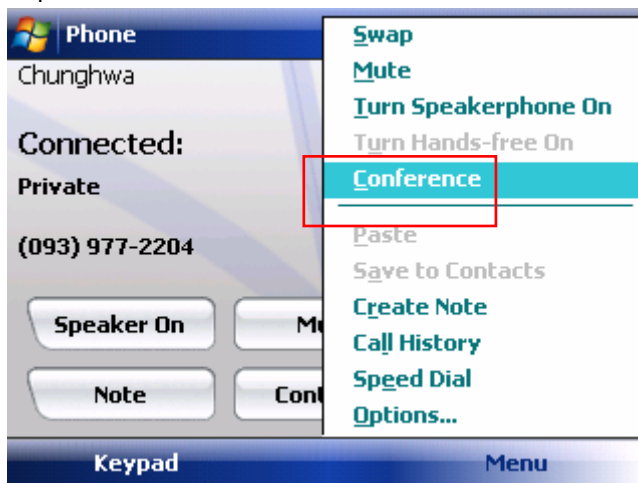 Phone
Chunghwa
Connected:
Private
(093) 977-2204
Speaker On
Note
Swap
Mute
Turn Speakerphone On
Turn Hands-free On
Conference
Paste
Save to Contacts
Create Note
Call History
Speed Dial
Options...
Keypad
Menu